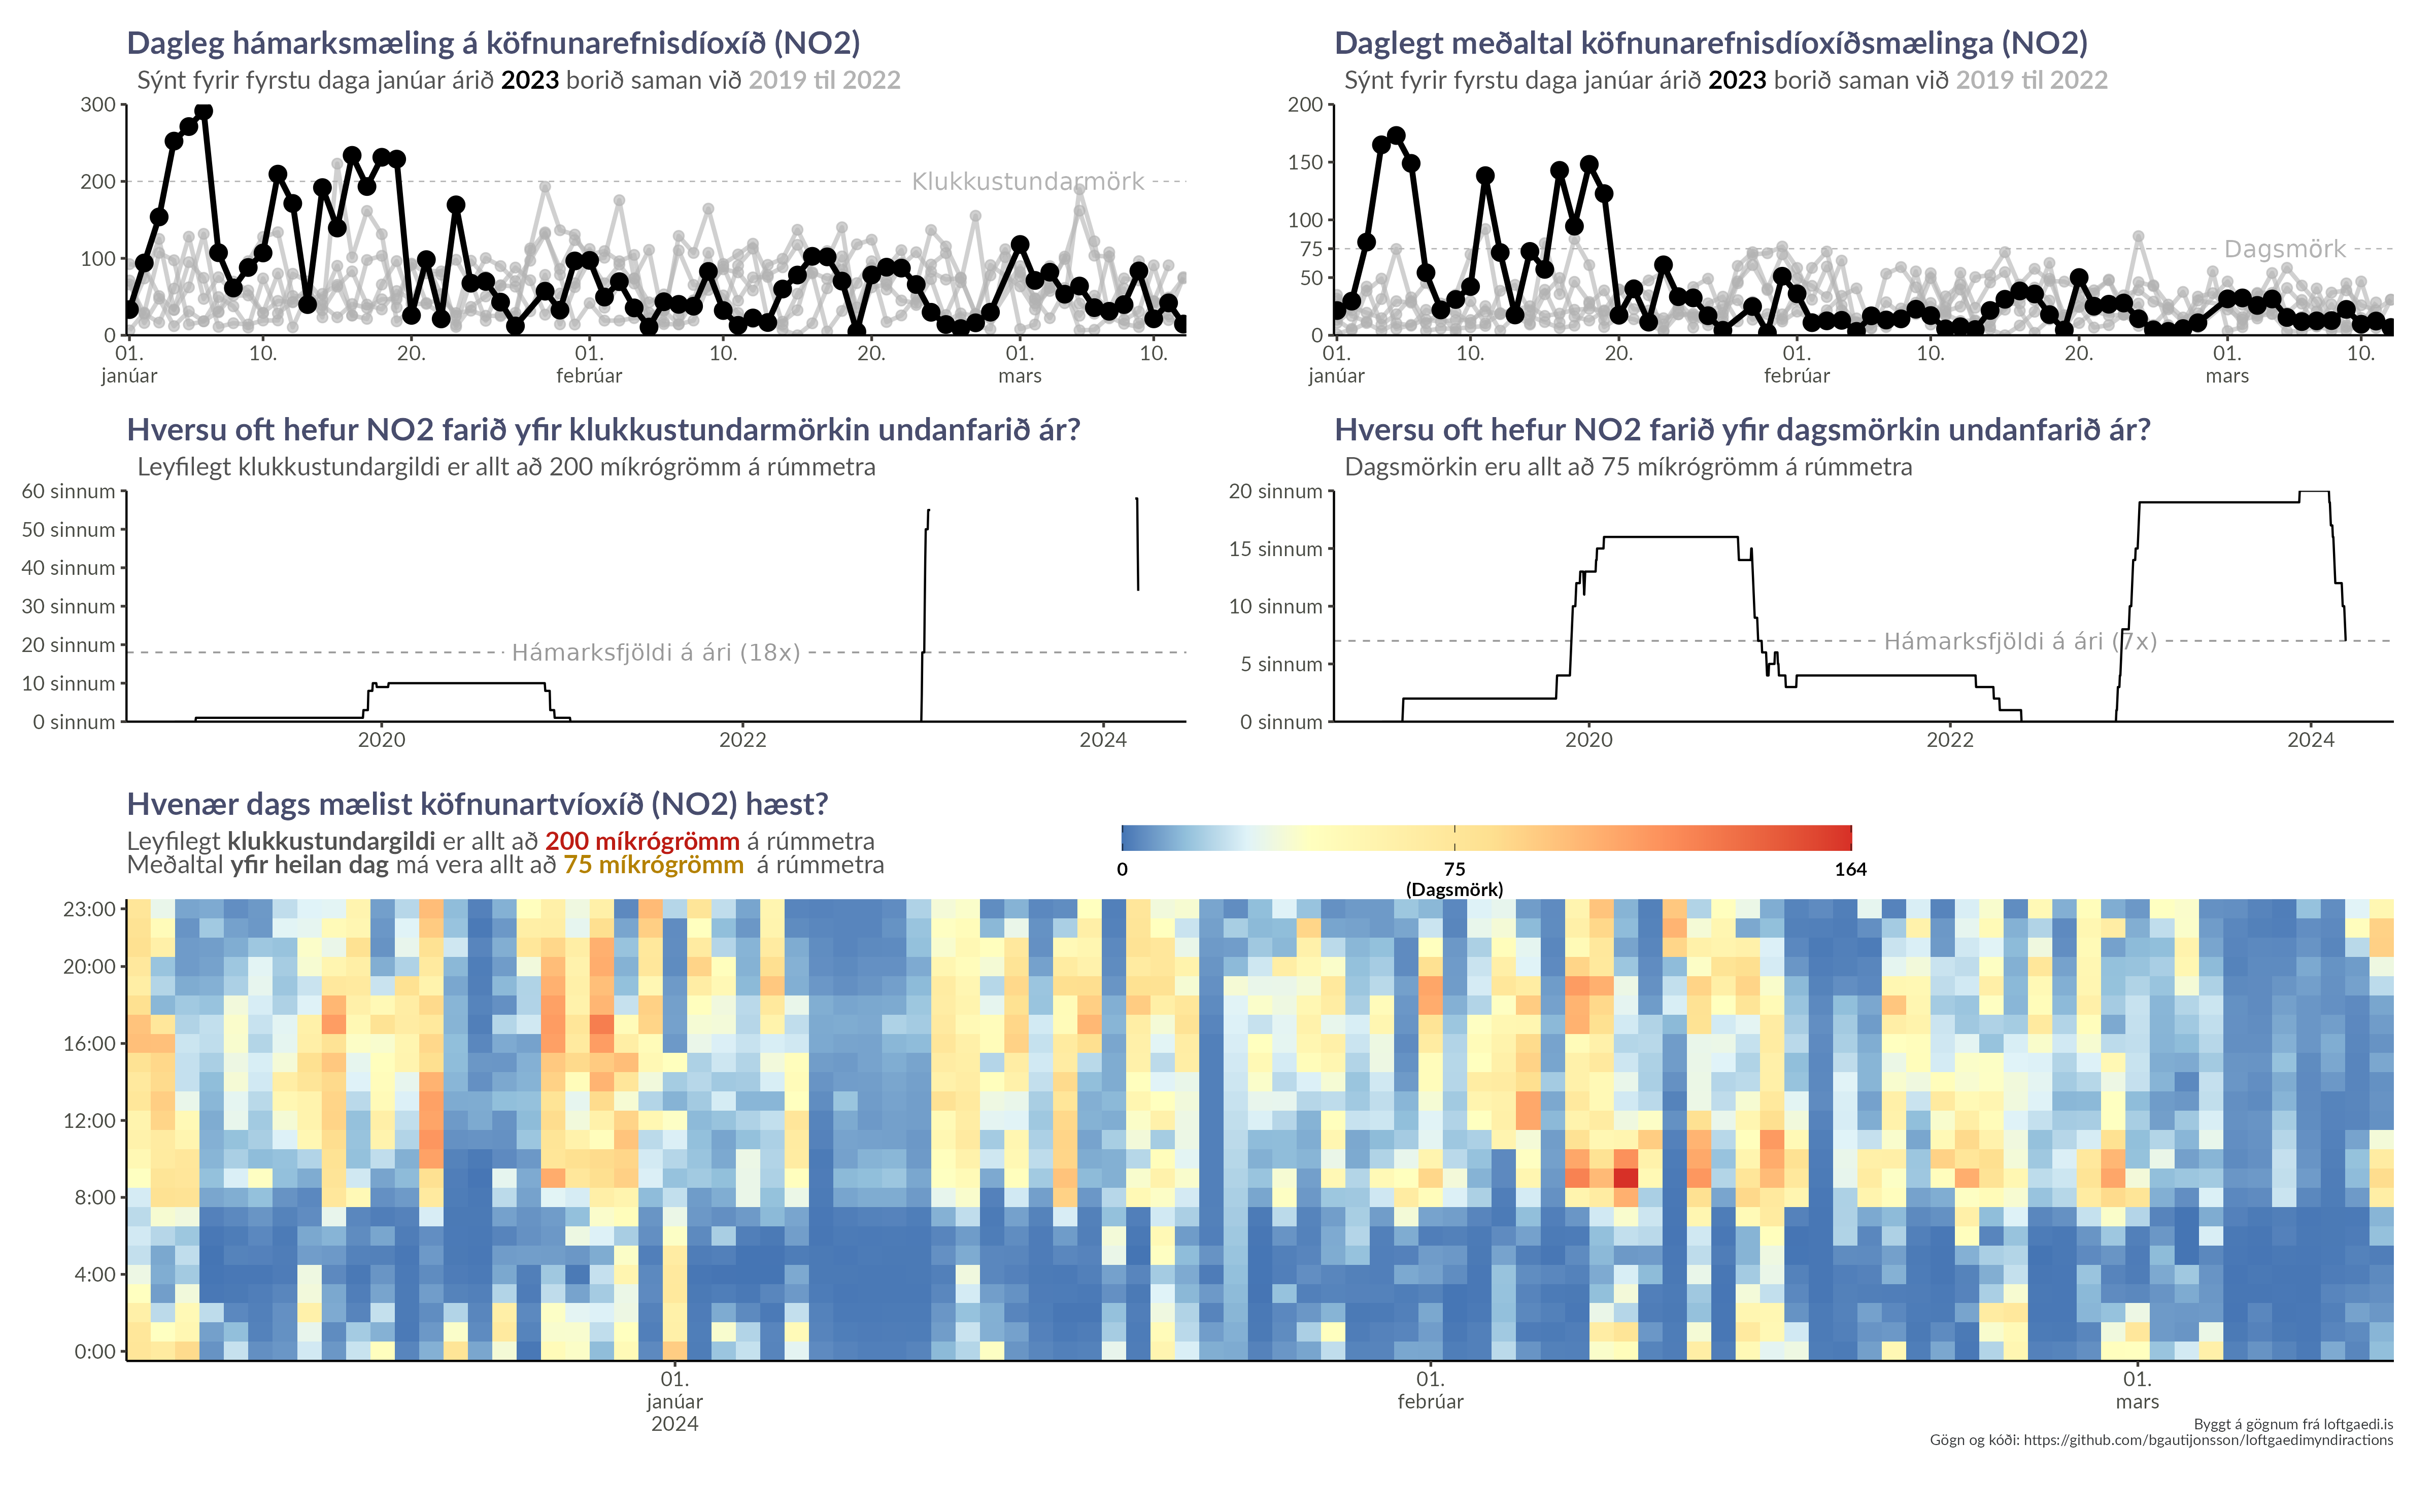 Dagleg hámarksmæling á köfnunarefnisdíoxíð (NO2)
Sýnt fyrir fyrstu daga janúar árið 2023 borið saman við 2019 til 2022
300
200
100
0
Klukkustundarmörk
01.
janúar
10.
20.
01.
febrúar
10.
20.
01.
mars
10.
Daglegt meðaltal köfnunarefnisdíoxíðsmælinga (NO2)
Sýnt fyrir fyrstu daga janúar árið 2023 borið saman við 2019 til 2022
200
150
100
75
50
0
Dagsmörk
01.
janúar
10.
20.
01.
febrúar
10.
20.
01.
mars
10.
Hversu oft hefur NO2 farið yfir klukkustundarmörkin undanfarið ár?
Leyfilegt klukkustundargildi er allt að 200 míkrógrömm á rúmmetra
60 sinnum
50 sinnum
40 sinnum
30 sinnum
20 sinnum
10 sinnum
0 sinnum
Hámarksfjöldi á ári (18x)
2020
2022
2024
Hversu oft hefur NO2 farið yfir dagsmörkin undanfarið ár?
Dagsmörkin eru allt að 75 míkrógrömm á rúmmetra
20 sinnum
15 sinnum
10 sinnum
5 sinnum
0 sinnum
Hámarksfjöldi á ári (7x)
2020
2022
2024
Hvenær dags mælist köfnunartvíoxíð (NO2) hæst?
Leyfilegt klukkustundargildi er allt að 200 míkrógrömm á rúmmetra
Meðaltal yfir heilan dag má vera allt að 75 míkrógrömm á rúmmetra
0
75
(Dagsmörk)
164
23:00
20:00
16:00
12:00
8:00
4:00
0:00
01.
janúar
2024
01.
febrúar
01.
mars
Byggt á gögnum frá loftgaedi.is
Gögn og kóði: https://github.com/bgautijonsson/loftgaedimyndiractions